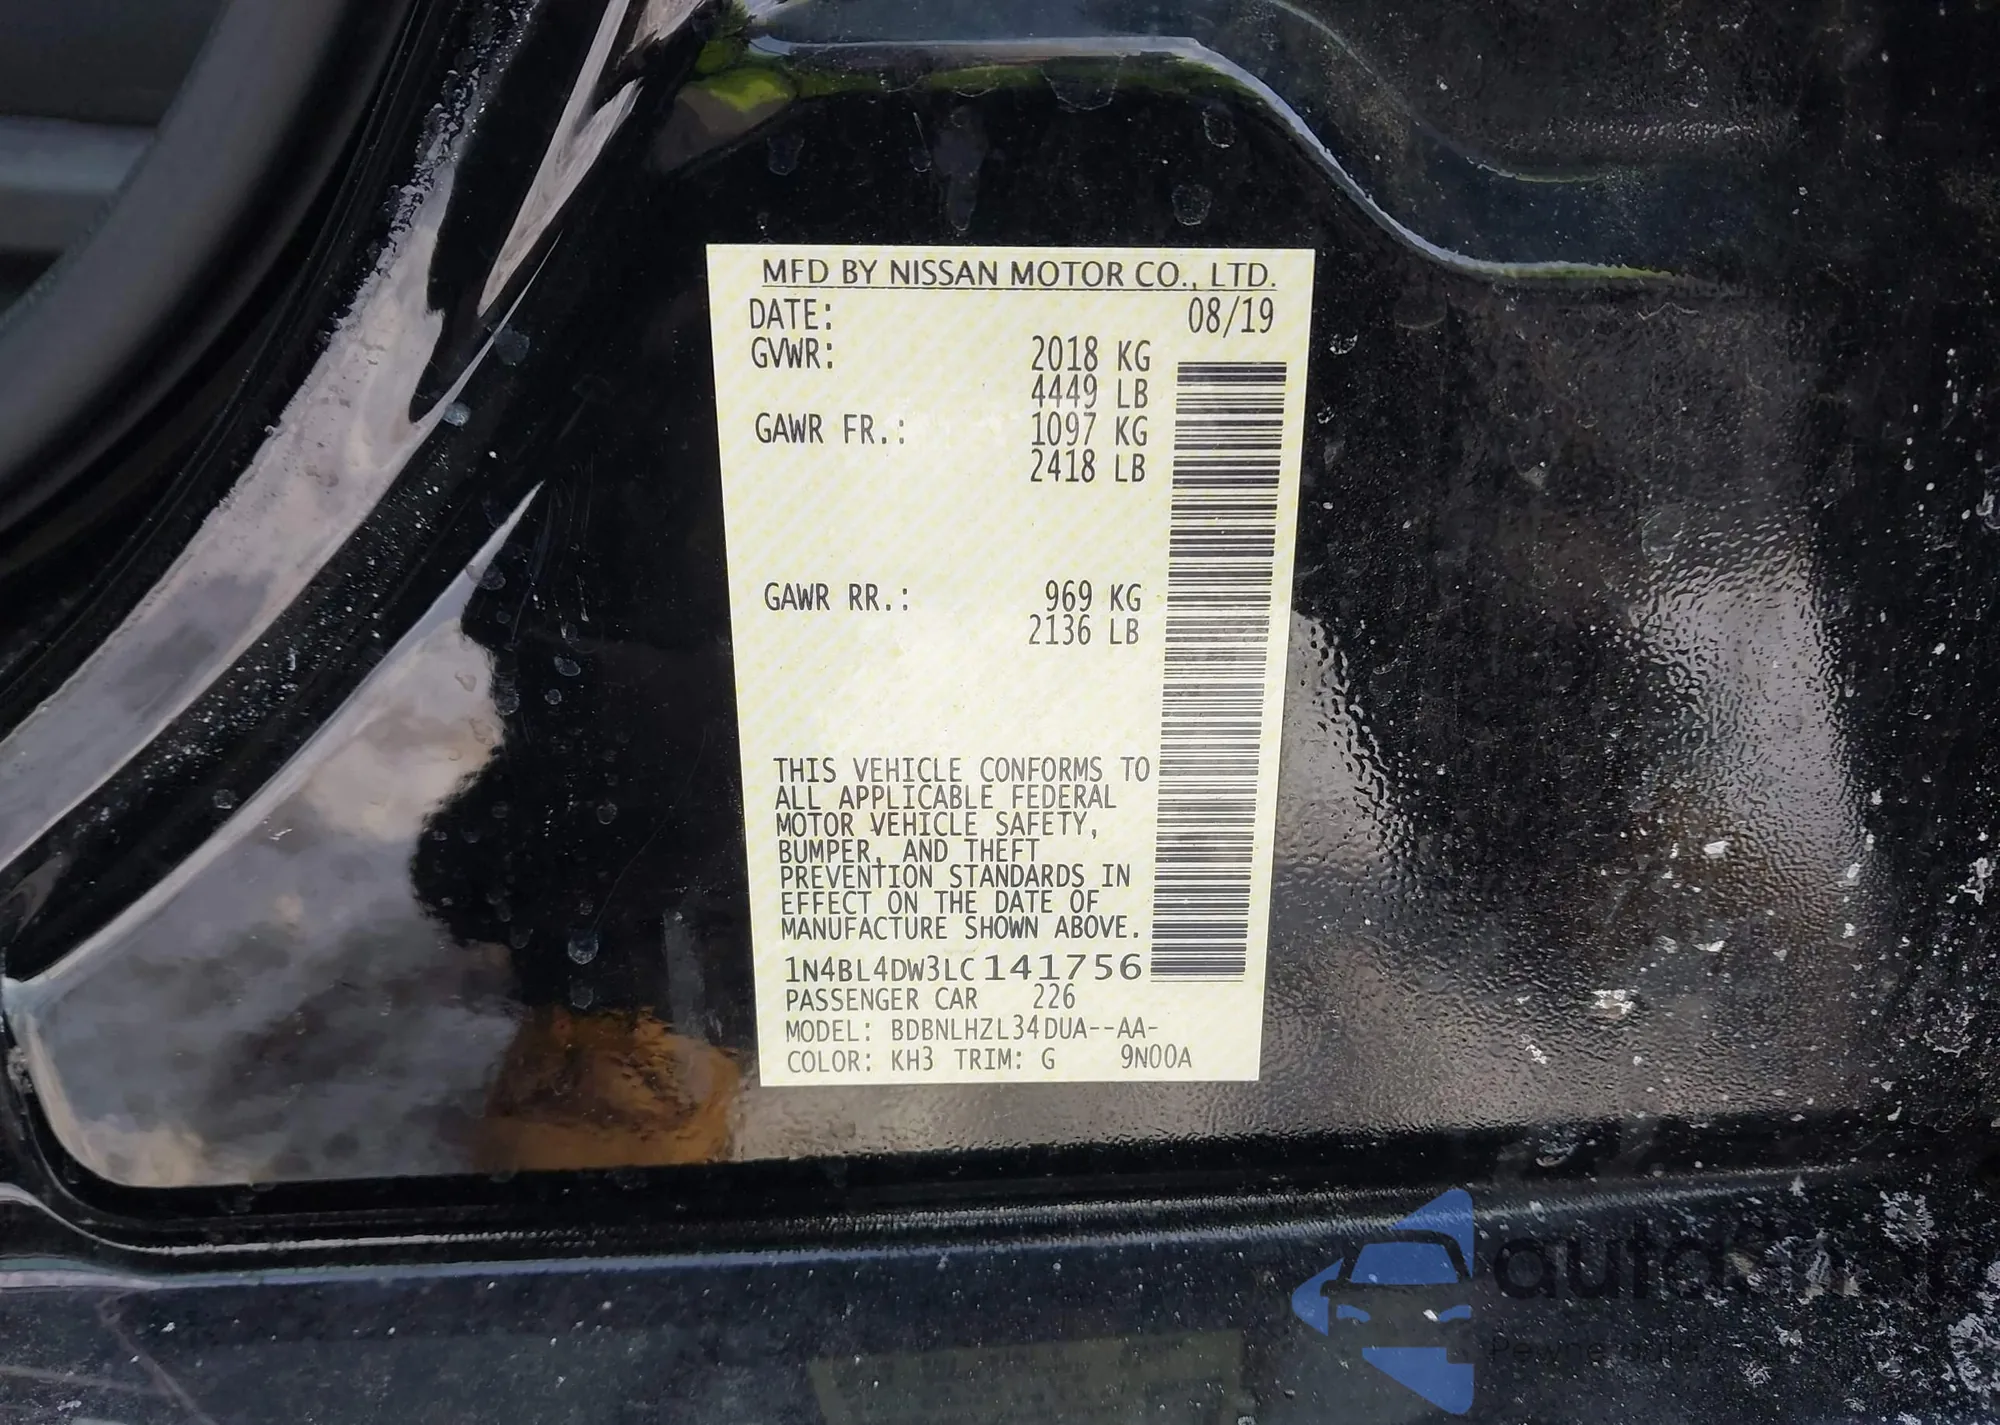 MFD BY NISSAN MOTOR CO., LTD.
DATE: 08/19
GVWR: 2018 KG
4449 LB
GAWR FR.: 1097 KG
2418 LB
GAWR RR.: 969 KG
2136 LB
THIS VEHICLE CONFORMS TO
ALL APPLICABLE FEDERAL
MOTOR VEHICLE SAFETY,
BUMPER, AND THEFT
PREVENTION STANDARDS IN
EFFECT ON THE DATE OF
MANUFACTURE SHOWN ABOVE.
1N4BL4DW3LC141756
PASSENGER CAR 226
MODEL: BDBNLHZL34DUA--AA-
COLOR: KH3 TRIM: G 9N00A